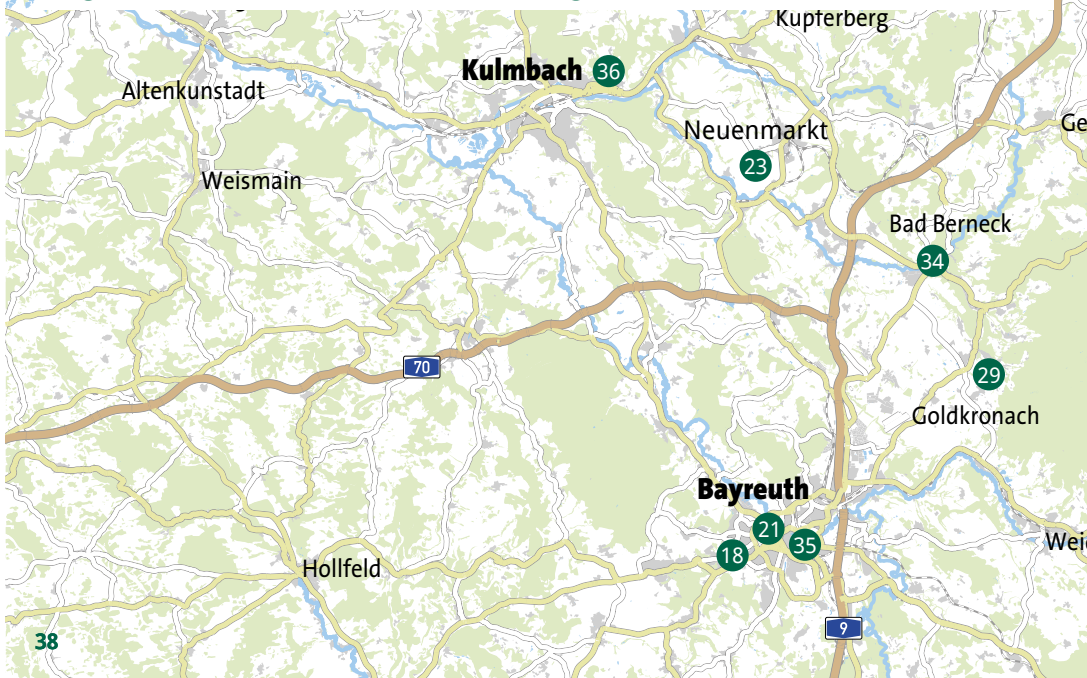 Kupferberg
Kulmbach 36
Altenkunstadt
Neuenmarkt
23
Weismain
Bad Berneck
34
70
29
Goldkronach
Bayreuth
21
18
35
Hollfeld
9
38